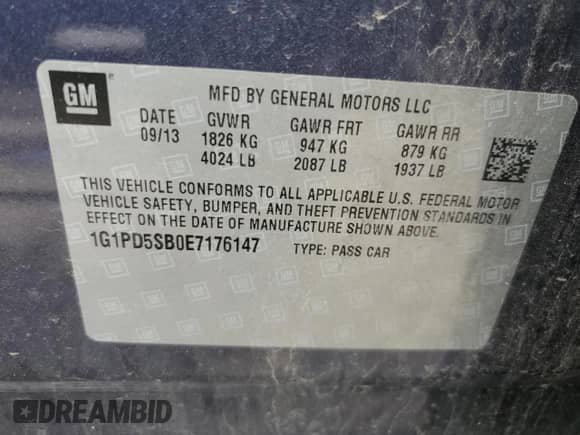 GM
MFD BY GENERAL MOTORS LLC
DATE GVWR GAWR FRT GAWR RR
09/13 1826 KG 947 KG 879 KG
4024 LB 2087 LB 1937 LB
THIS VEHICLE CONFORMS TO ALL APPLICABLE U.S. FEDERAL MOTOR
VEHICLE SAFETY, BUMPER, AND THEFT PREVENTION STANDARDS IN
EFFECT ON THE DATE OF MANUFACTURE SHOWN ABOVE.
1G1PD5SB0E7176147 TYPE: PASS CAR
DREAMBID